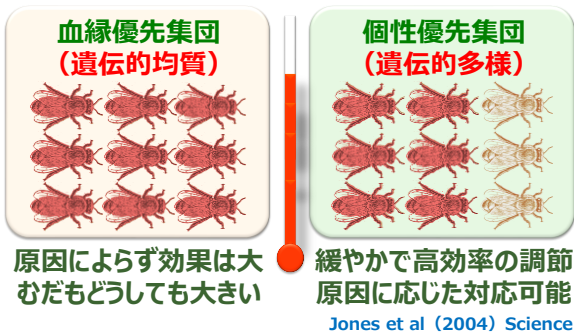 血縁優先集団
（遺伝的均質）
個性優先集団
（遺伝的多様）
原因によらず効果は大
むだもどうしても大きい
緩やかで高効率の調節
原因に応じた対応可能
Jones et al（2004）Science